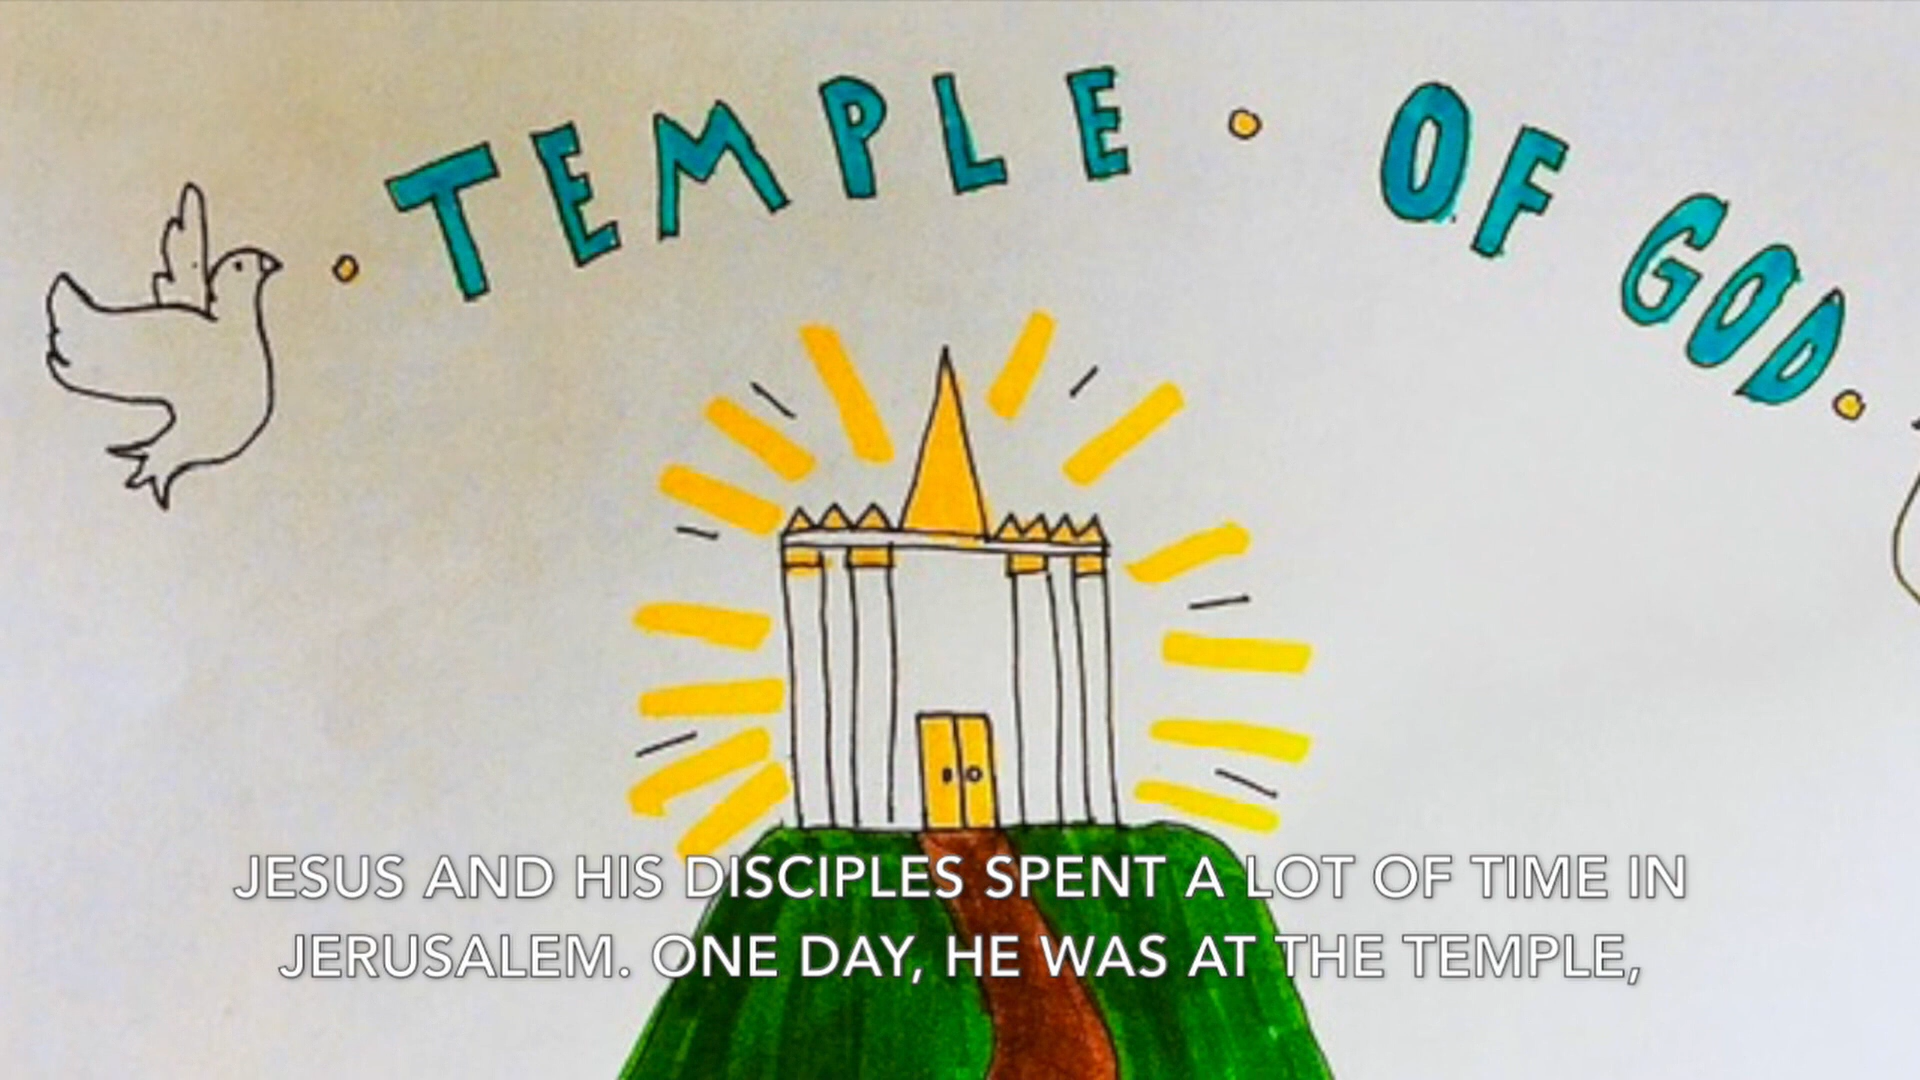 · TEMPLE · OF GOD ·
JESUS AND HIS DISCIPLES SPENT A LOT OF TIME IN
JERUSALEM. ONE DAY, HE WAS AT THE TEMPLE,